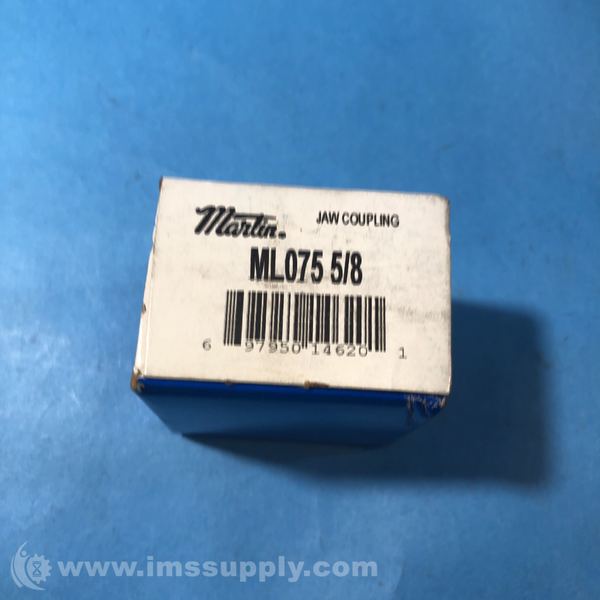 Martin®
JAW COUPLING
ML075 5/8
6 97950 14620 1
www.imssupply.com